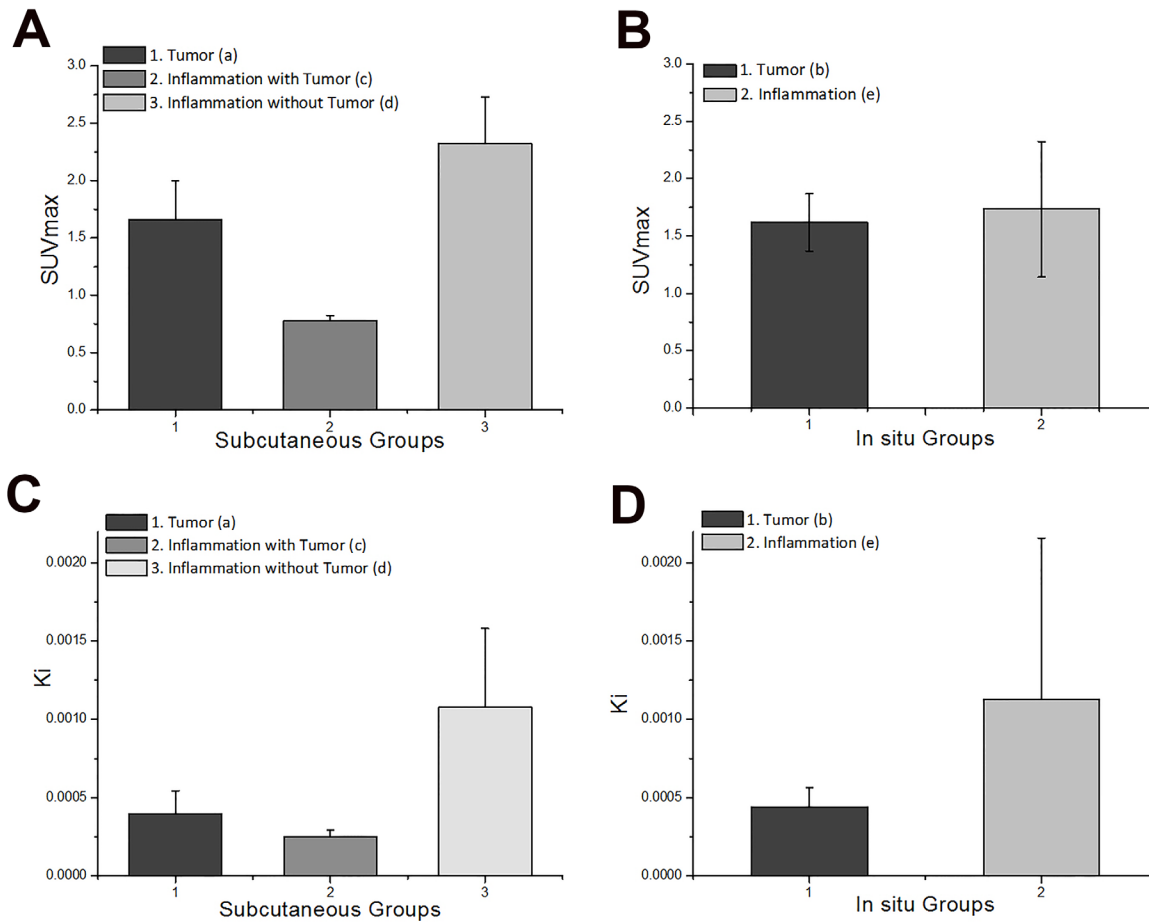 A
1. Tumor (a)
2. Inflammation with Tumor (c)
3. Inflammation without Tumor (d)
3.0
2.5
2.0
1.5
1.0
0.5
0.0
SUVmax
1
2
3
Subcutaneous Groups
B
1. Tumor (b)
2. Inflammation (e)
3.0
2.5
2.0
1.5
1.0
0.5
0.0
SUVmax
1
2
In situ Groups
C
1. Tumor (a)
2. Inflammation with Tumor (c)
3. Inflammation without Tumor (d)
0.0020
0.0015
0.0010
0.0005
0.0000
Ki
1
2
3
Subcutaneous Groups
D
1. Tumor (b)
2. Inflammation (e)
0.0020
0.0015
0.0010
0.0005
0.0000
Ki
1
2
In situ Groups